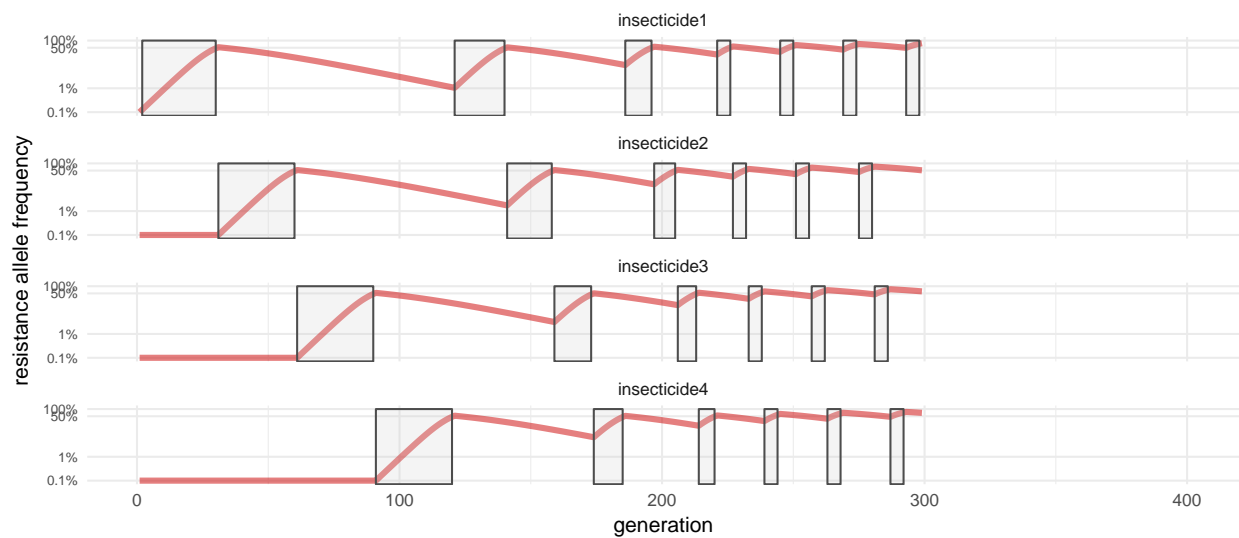 insecticide1
100%
50%
1%
0.1%
insecticide2
100%
50%
1%
0.1%
insecticide3
100%
50%
1%
0.1%
insecticide4
100%
50%
1%
0.1%
0 100 200 300 400
generation
resistance allele frequency